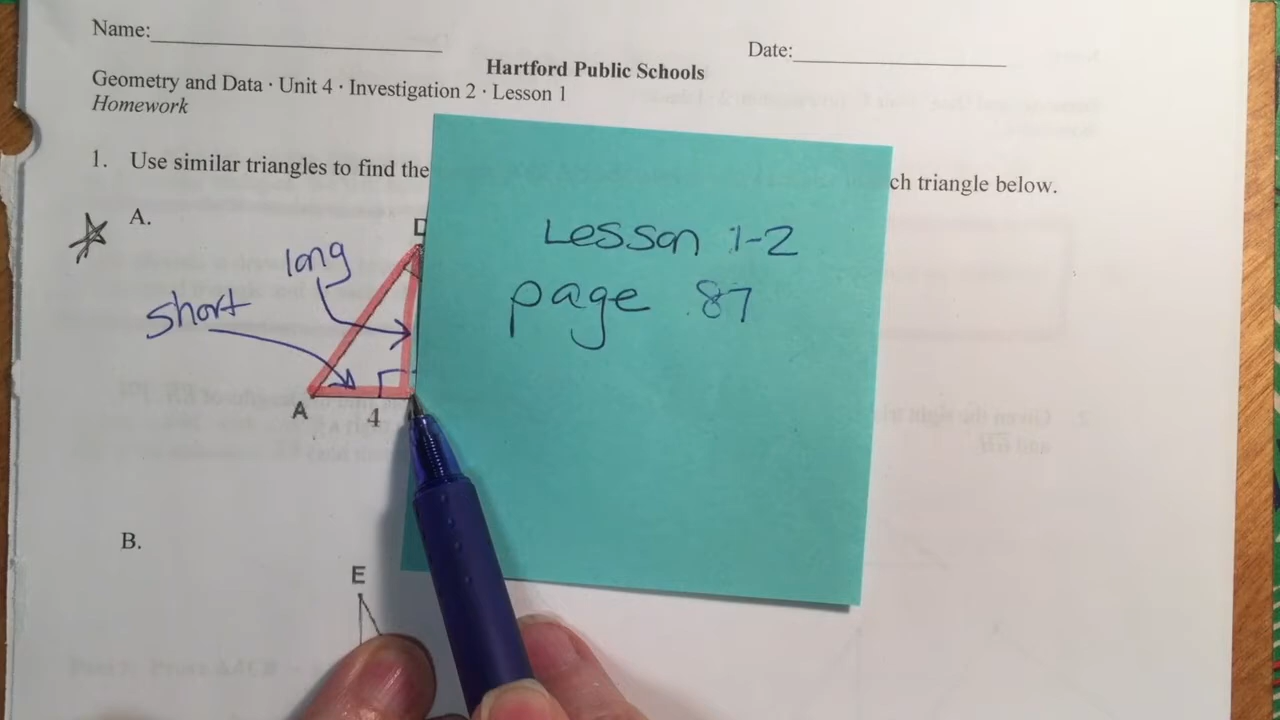 Name:
Date:
Hartford Public Schools
Geometry and Data · Unit 4 · Investigation 2 · Lesson 1
Homework
1. Use similar triangles to find the
ch triangle below.
A.
D
long
short
Lesson 1-2
page 87
A
4
B.
E